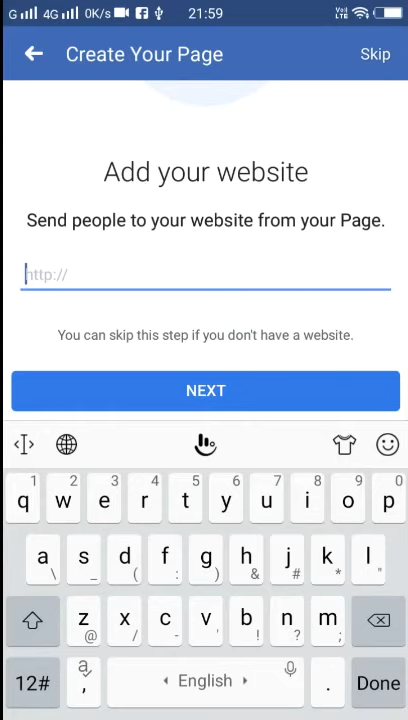 G 4G 0K/s 21:59 VoLTE
Create Your Page Skip
Add your website
Send people to your website from your Page.
http://
You can skip this step if you don't have a website.
NEXT
1 2 3 4 5 6 7 8 9 0
q w e r t y u i o p
a s d f g h j k l
\ _ ( : ) & # * "
z x c v b n m
@ / - ' ! ? ;
12# , English . Done